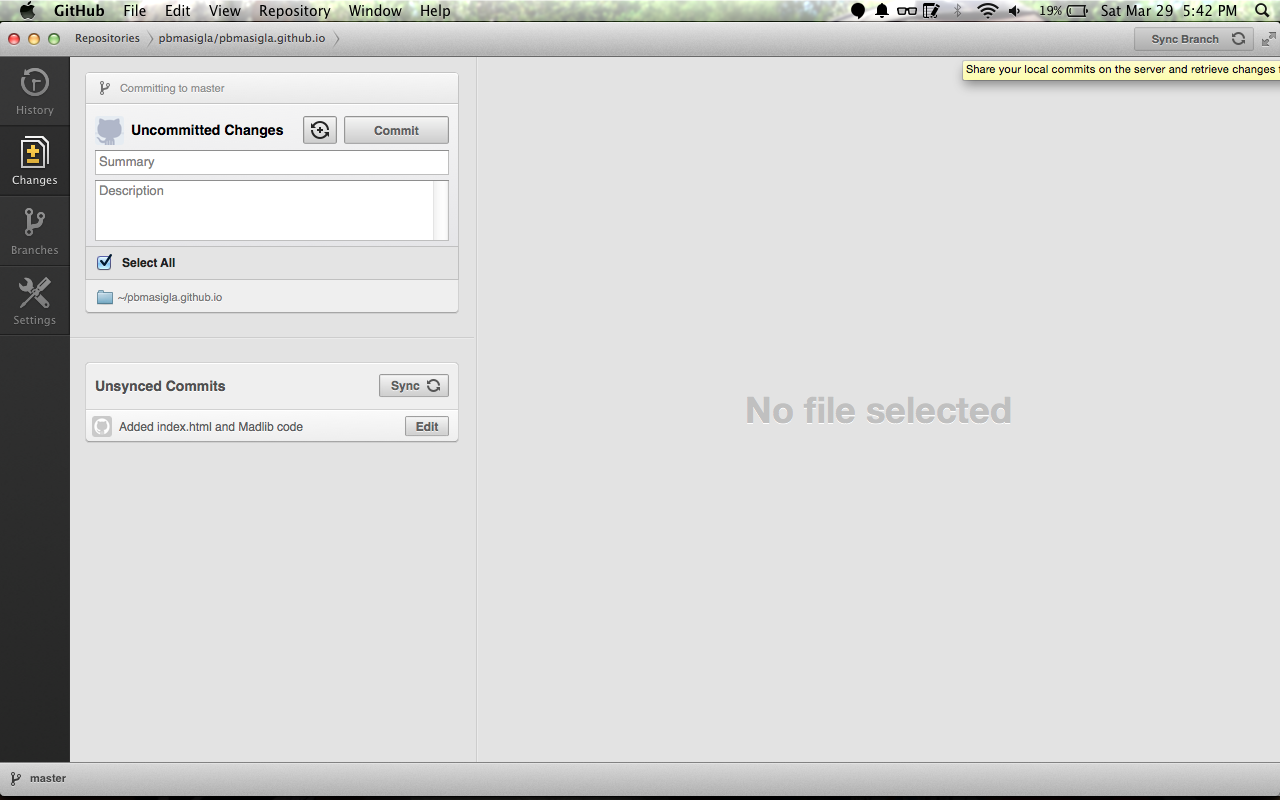 GitHub File Edit View Repository Window Help 19% Sat Mar 29 5:42 PM
Repositories pbmasigla/pbmasigla.github.io Sync Branch
Share your local commits on the server and retrieve changes
History
Changes
Branches
Settings
Committing to master
Uncommitted Changes Commit
Summary
Description
Select All
~/pbmasigla.github.io
Unsynced Commits Sync
Added index.html and Madlib code Edit
No file selected
master